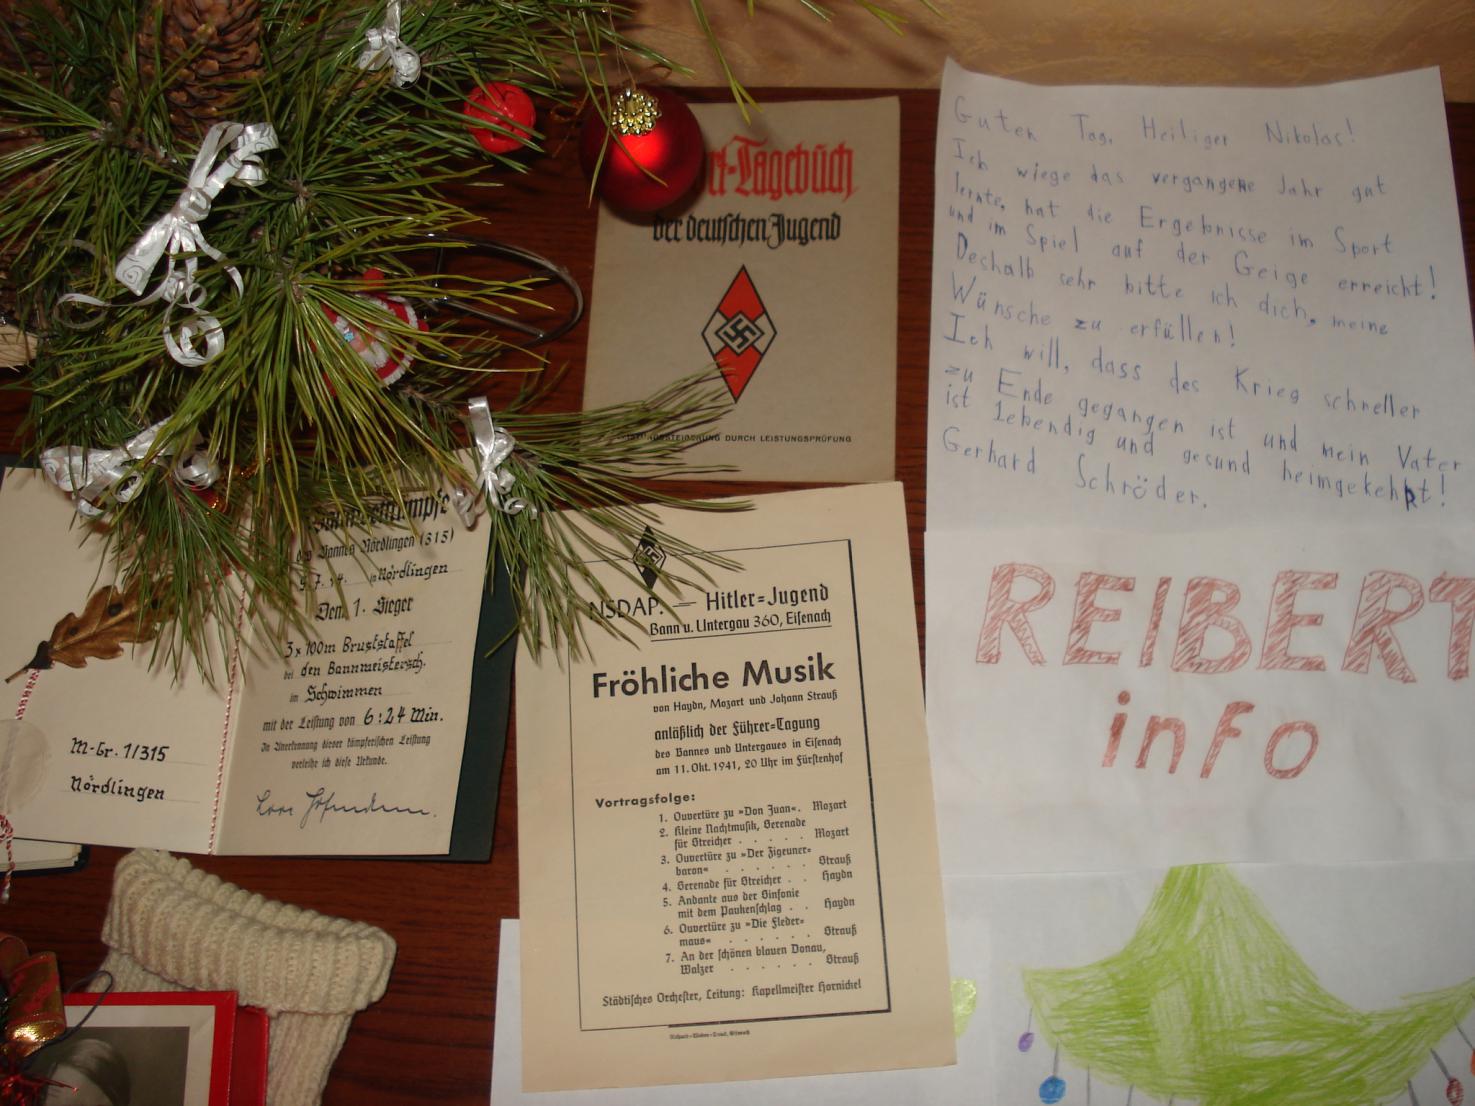 rt-Tagebuch
der deutschen Jugend
DURCH LEISTUNGSPRÜFUNG
Guten Tag, Heiliger Nikolas!
Ich wiege das vergangene Jahr gut
lernte, hat die Ergebnisse im Sport
und im Spiel auf der Geige erreicht!
Deshalb sehr bitte ich dich, meine
Wünsche zu erfüllen!
Ich will, dass des Krieg schneller
zu Ende gegangen ist und mein Vater
ist lebendig und gesund heimgekehrt!
Gerhard Schröder.
REIBERT
info
des Bannes Nördlingen (315)
Nördlingen
Dem 1. Sieger
3 x 100m Bruststaffel
bei den Bannmeistersch.
im Schwimmen
mit der Leistung von 6:24 Min.
In Anerkennung dieser kämpferischen Leistung
verleihe ich diese Urkunde.
M-Gr. 1/315
Nördlingen
NSDAP. — Hitler=Jugend
Bann u. Untergau 360, Eisenach
Fröhliche Musik
von Haydn, Mozart und Johann Strauß
anläßlich der Führer-Tagung
des Bannes und Untergaues in Eisenach
am 11. Okt. 1941, 20 Uhr im Fürstenhof
Vortragsfolge:
1. Ouvertüre zu »Don Juan«. Mozart
2. Kleine Nachtmusik, Serenade
für Streicher . . . . Mozart
3. Ouvertüre zu »Der Zigeuner=
baron« . . . . . . Strauß
4. Serenade für Streicher . . Haydn
5. Andante aus der Sinfonie
mit dem Paukenschlag . . Haydn
6. Ouvertüre zu »Die Fleder=
maus« . . . . . . Strauß
7. An der schönen blauen Donau,
Walzer . . . . . . Strauß
Städtisches Orchester, Leitung: Kapellmeister Hornickel